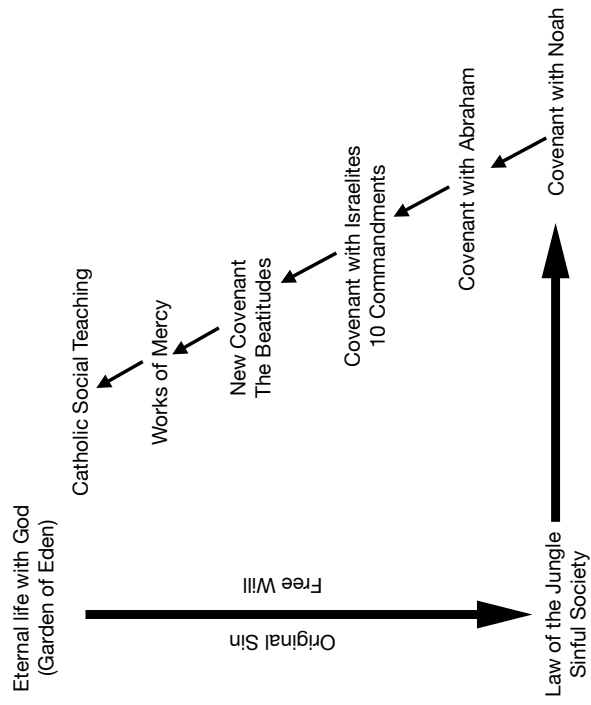 Eternal life with God
(Garden of Eden)
Original Sin
Free Will
Law of the Jungle
Sinful Society
Covenant with Noah
Covenant with Abraham
Covenant with Israelites
10 Commandments
New Covenant
The Beatitudes
Works of Mercy
Catholic Social Teaching